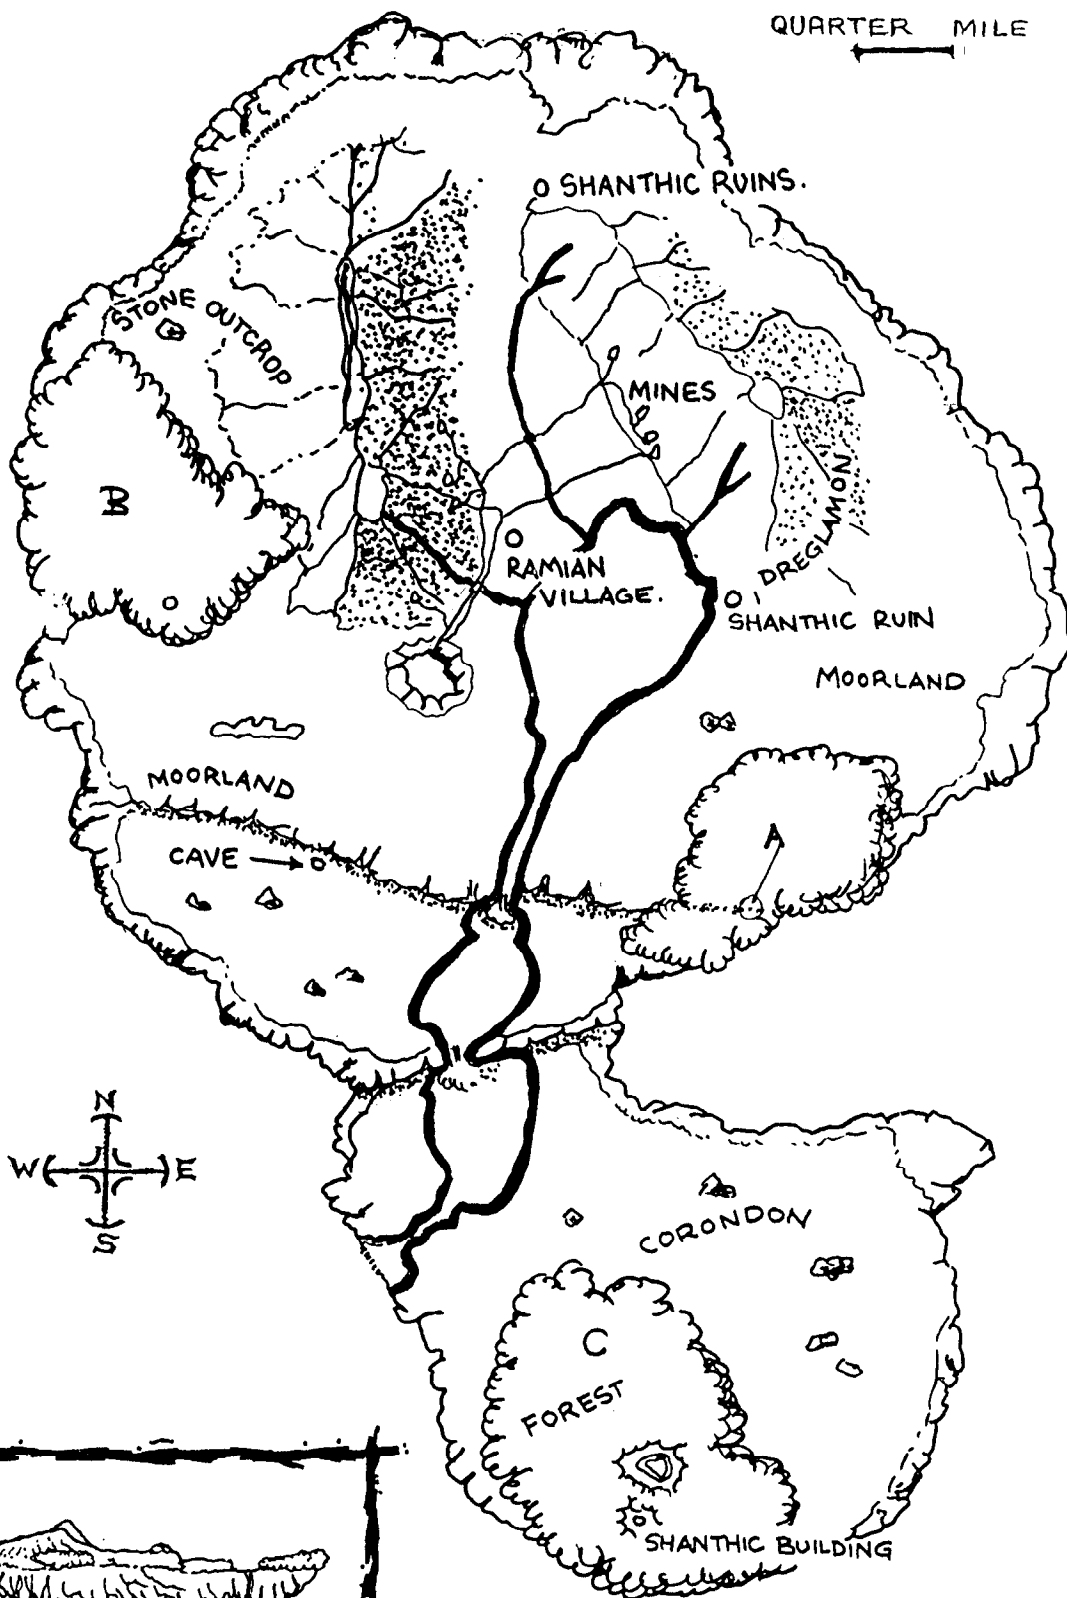 QUARTER MILE
SHANTHIC RUINS.
STONE OUTCROP
MINES
B
DREGLAMON
RAMIAN
VILLAGE.
SHANTHIC RUIN
MOORLAND
MOORLAND
A
CAVE
N
W E
S
CORONDON
C
FOREST
SHANTHIC BUILDING